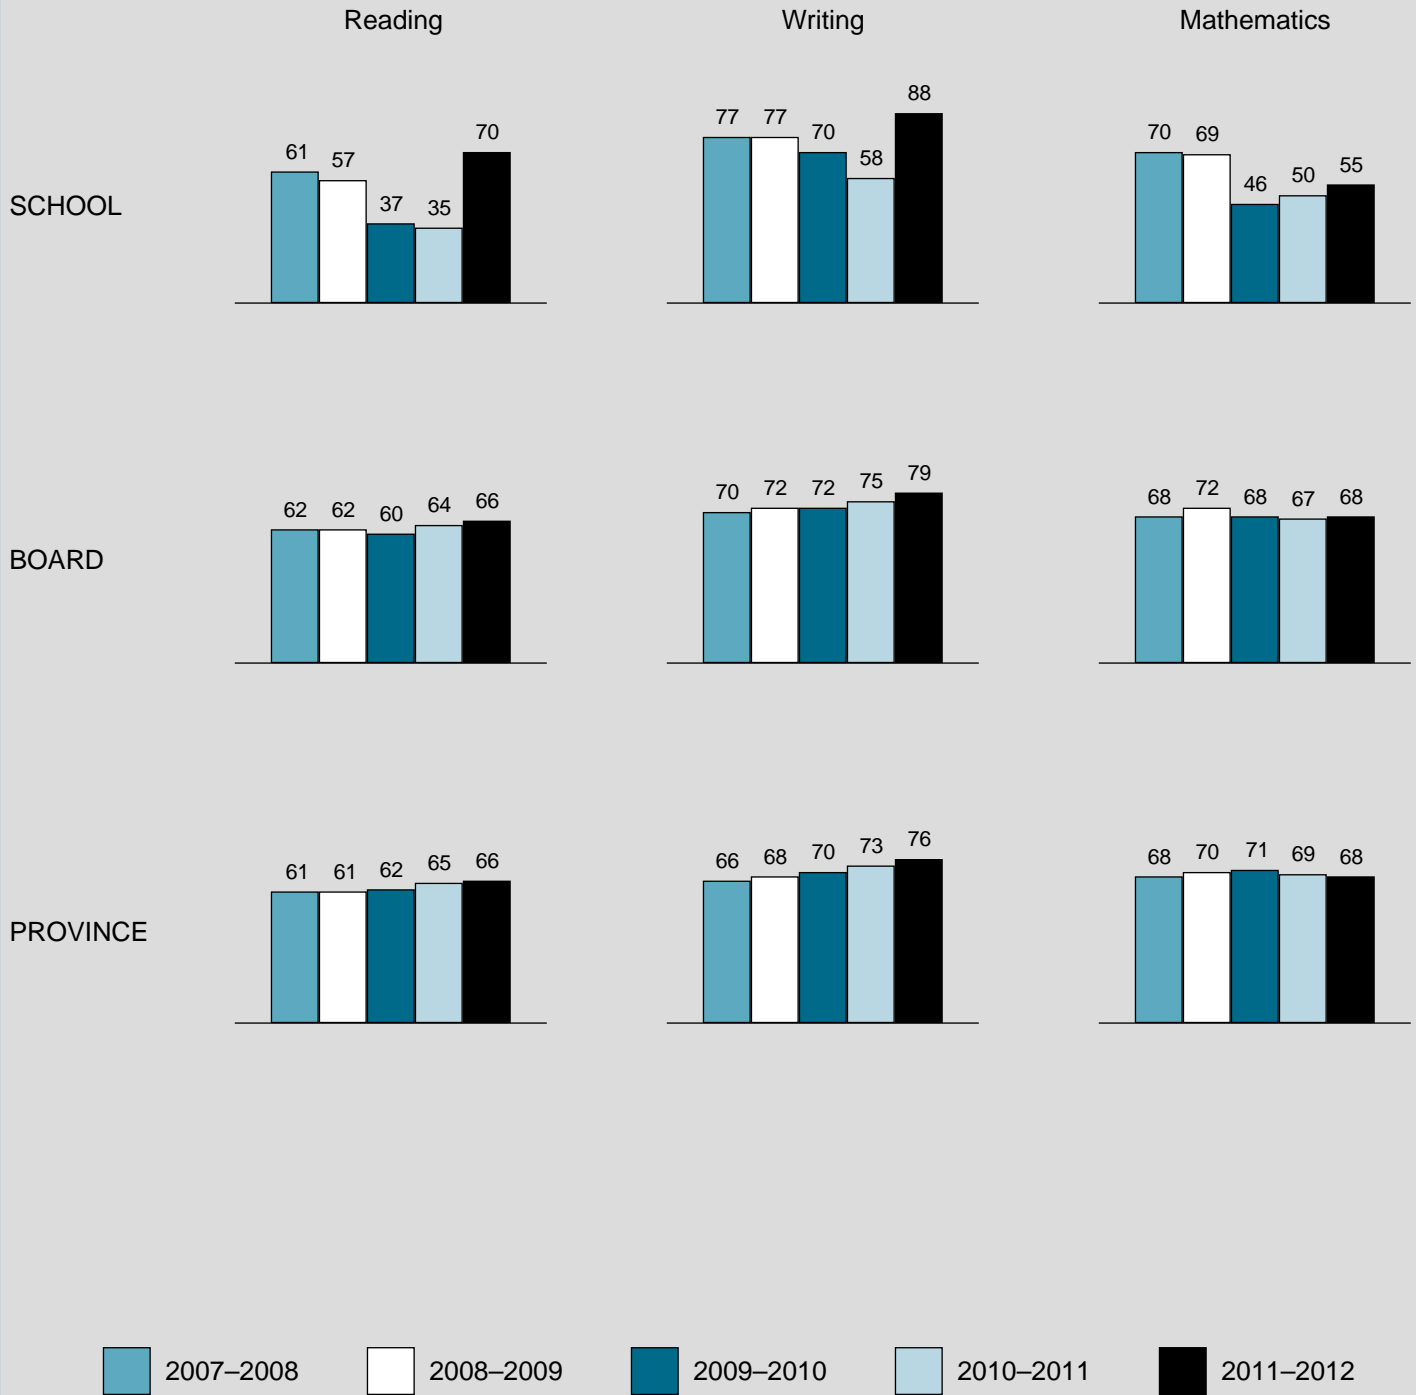 Reading Writing Mathematics
88
77 77
70 70 70 69
61 57 58 55
46 50
37 35
SCHOOL
79
70 72 72 75 68 72 68 67 68
62 62 60 64 66
BOARD
76
61 61 62 65 66 66 68 70 73 68 70 71 69 68
PROVINCE
2007–2008 2008–2009 2009–2010 2010–2011 2011–2012